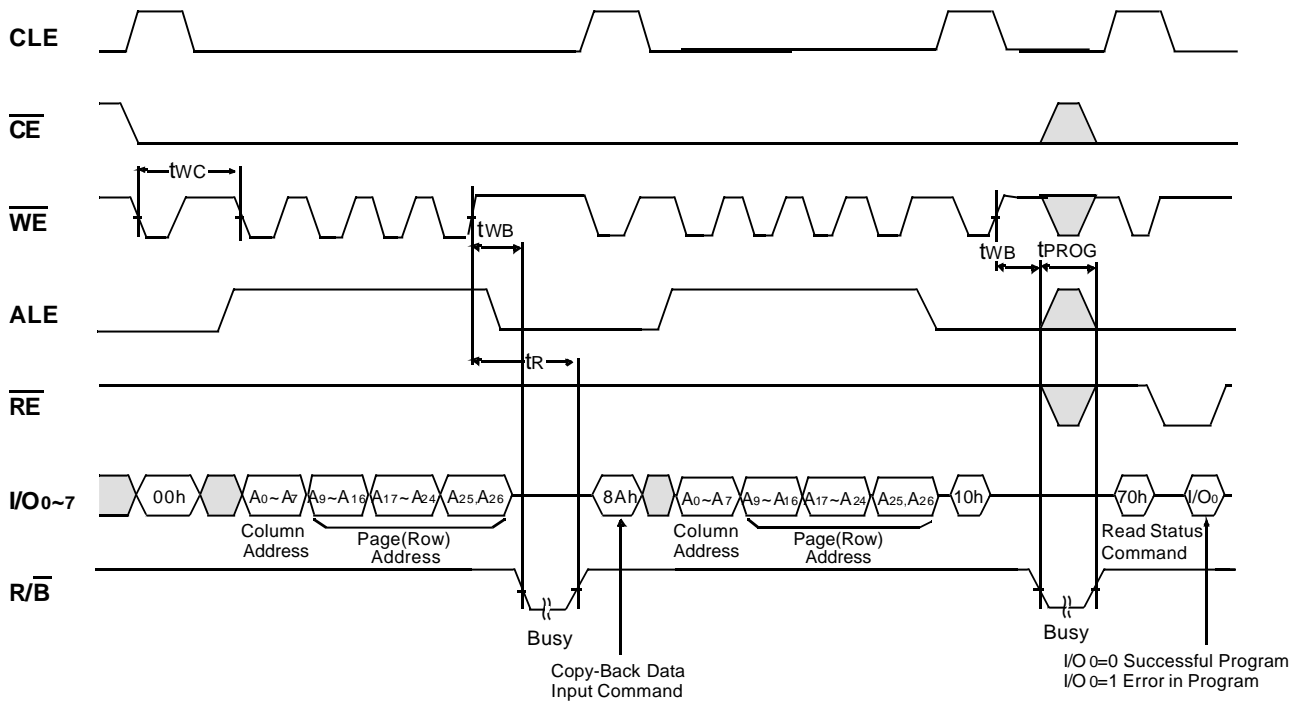 CLE
CE
tWC
WE
tWB
tWB
tPROG
ALE
tR
RE
I/O0~7
00h
A0~A7
A9~A16
A17~A24
A25,A26
8Ah
A0~A7
A9~A16
A17~A24
A25,A26
10h
70h
I/O0
Column
Address
Page(Row)
Address
Column
Address
Page(Row)
Address
Read Status
Command
R/B
Busy
Busy
Copy-Back Data
Input Command
I/O 0=0 Successful Program
I/O 0=1 Error in Program